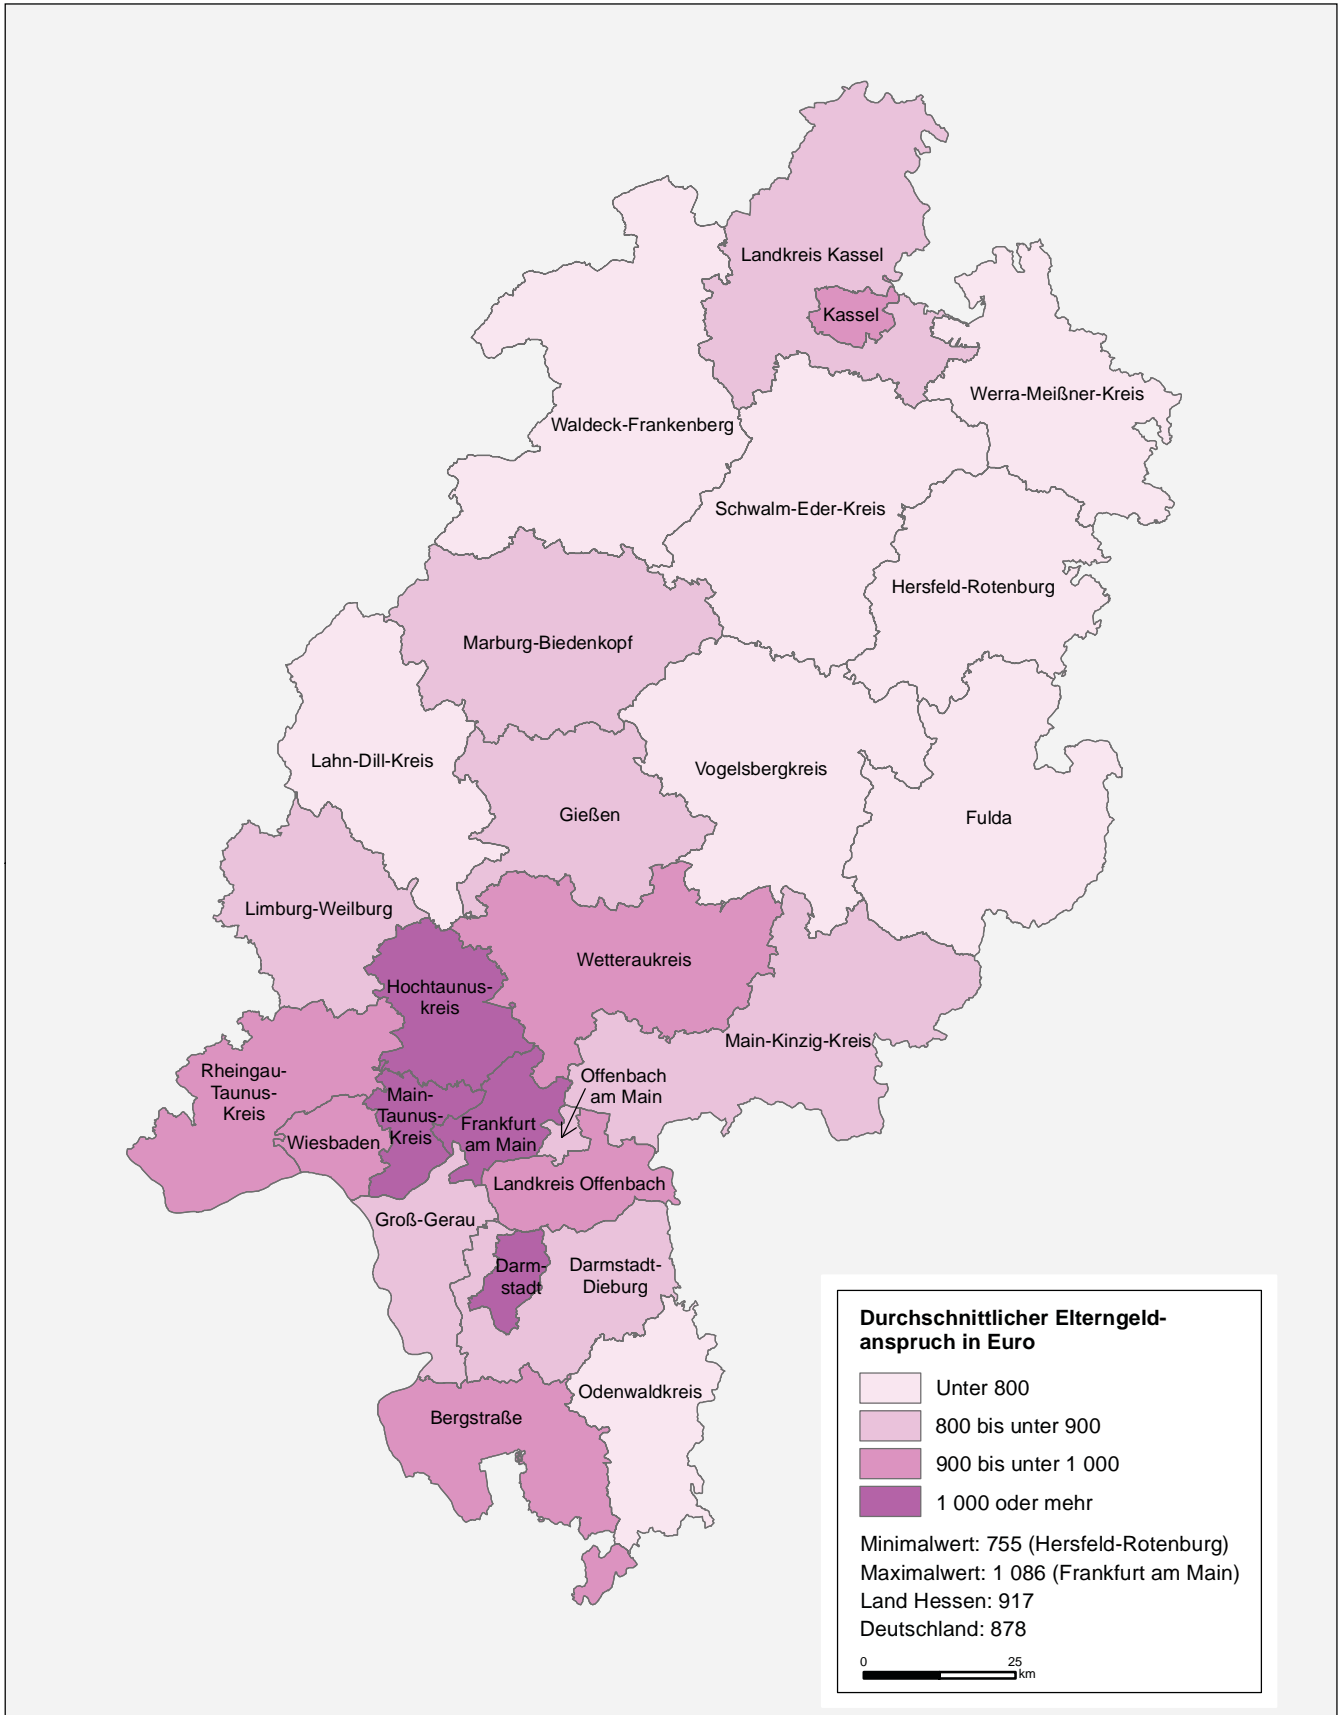 Landkreis Kassel
Kassel
Werra-Meißner-Kreis
Waldeck-Frankenberg
Schwalm-Eder-Kreis
Hersfeld-Rotenburg
Marburg-Biedenkopf
Lahn-Dill-Kreis
Vogelsbergkreis
Gießen
Fulda
Limburg-Weilburg
Wetteraukreis
Hochtaunus-
kreis
Main-Kinzig-Kreis
Rheingau-
Taunus-
Kreis
Offenbach
am Main
Main-
Taunus-
Kreis
Frankfurt
am Main
Wiesbaden
Landkreis Offenbach
Groß-Gerau
Darm-
stadt
Darmstadt-
Dieburg
Odenwaldkreis
Bergstraße
Durchschnittlicher Elterngeld-
anspruch in Euro
Unter 800
800 bis unter 900
900 bis unter 1 000
1 000 oder mehr
Minimalwert: 755 (Hersfeld-Rotenburg)
Maximalwert: 1 086 (Frankfurt am Main)
Land Hessen: 917
Deutschland: 878
0 25
km